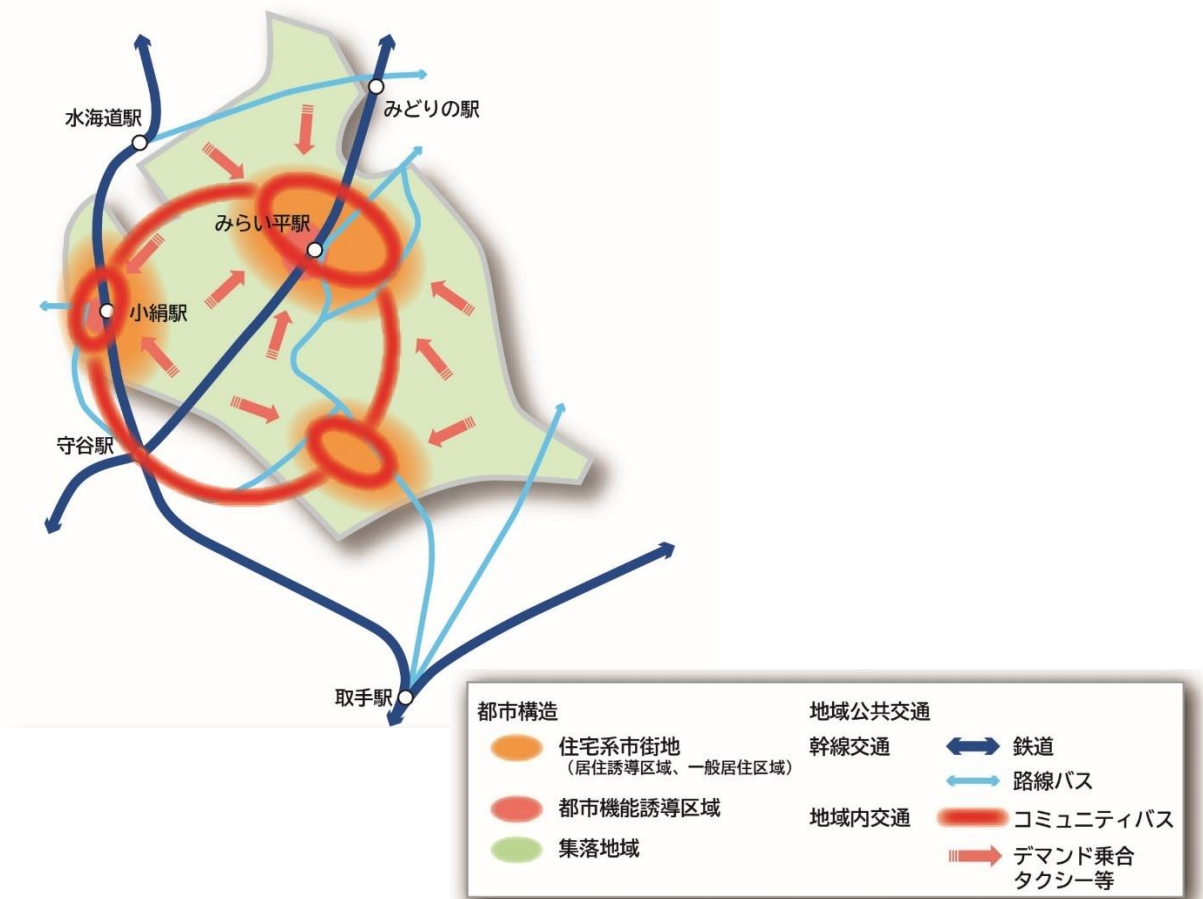 水海道駅
みどりの駅
みらい平駅
小絹駅
守谷駅
取手駅
都市構造
住宅系市街地
（居住誘導区域、一般居住区域）
都市機能誘導区域
集落地域
地域公共交通
幹線交通
鉄道
路線バス
地域内交通
コミュニティバス
デマンド乗合
タクシー等